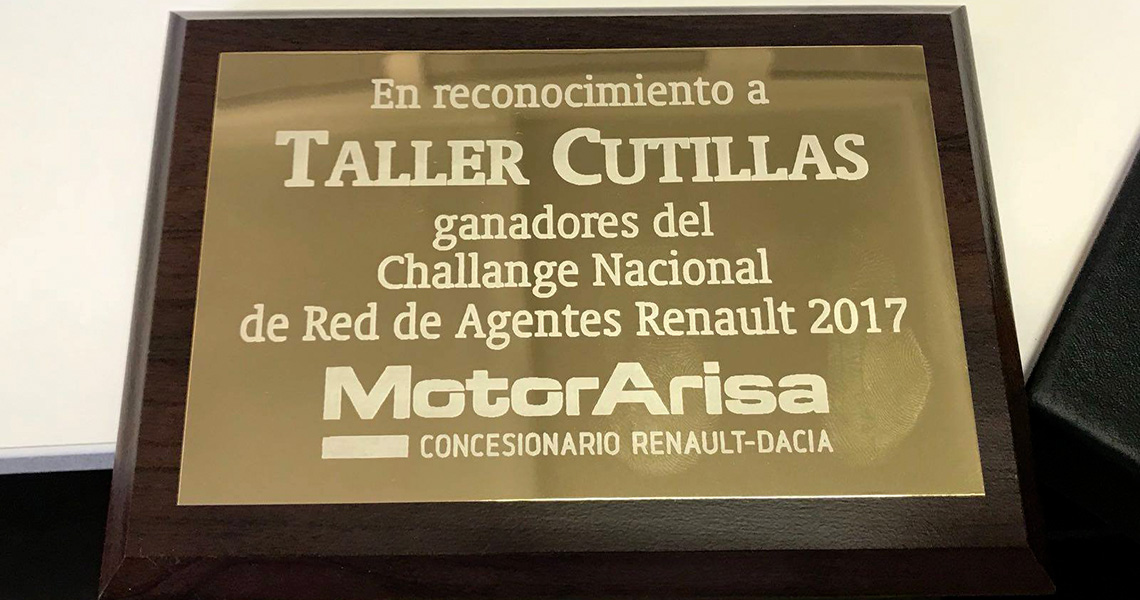 En reconocimiento a
TALLER CUTILLAS
ganadores del
Challange Nacional
de Red de Agentes Renault 2017
MotorArisa
CONCESIONARIO RENAULT-DACIA